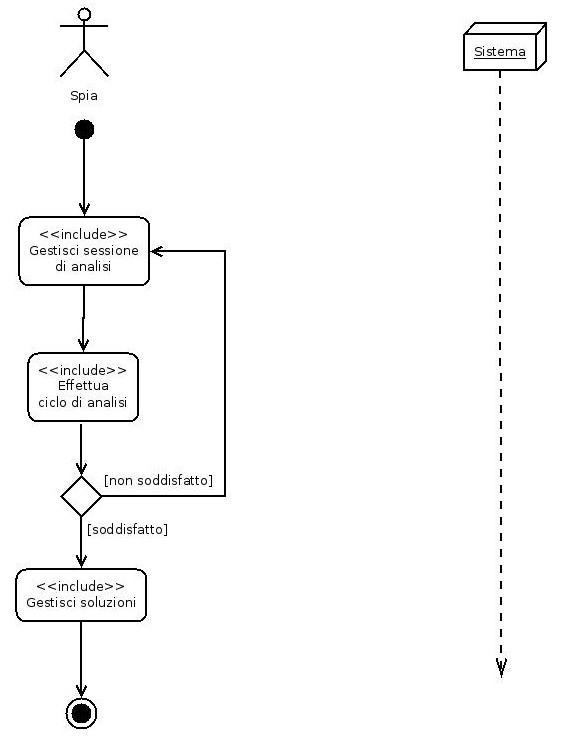 Sistema
Spia
<<include>>
Gestisci sessione
di analisi
<<include>>
Effettua
ciclo di analisi
[non soddisfatto]
[soddisfatto]
<<include>>
Gestisci soluzioni